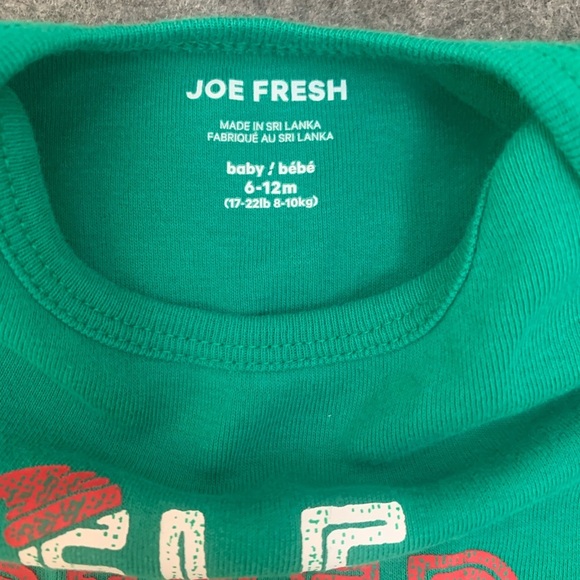 JOE FRESH
MADE IN SRI LANKA
FABRIQUÉ AU SRI LANKA
baby / bébé
6-12m
(17-22lb 8-10kg)